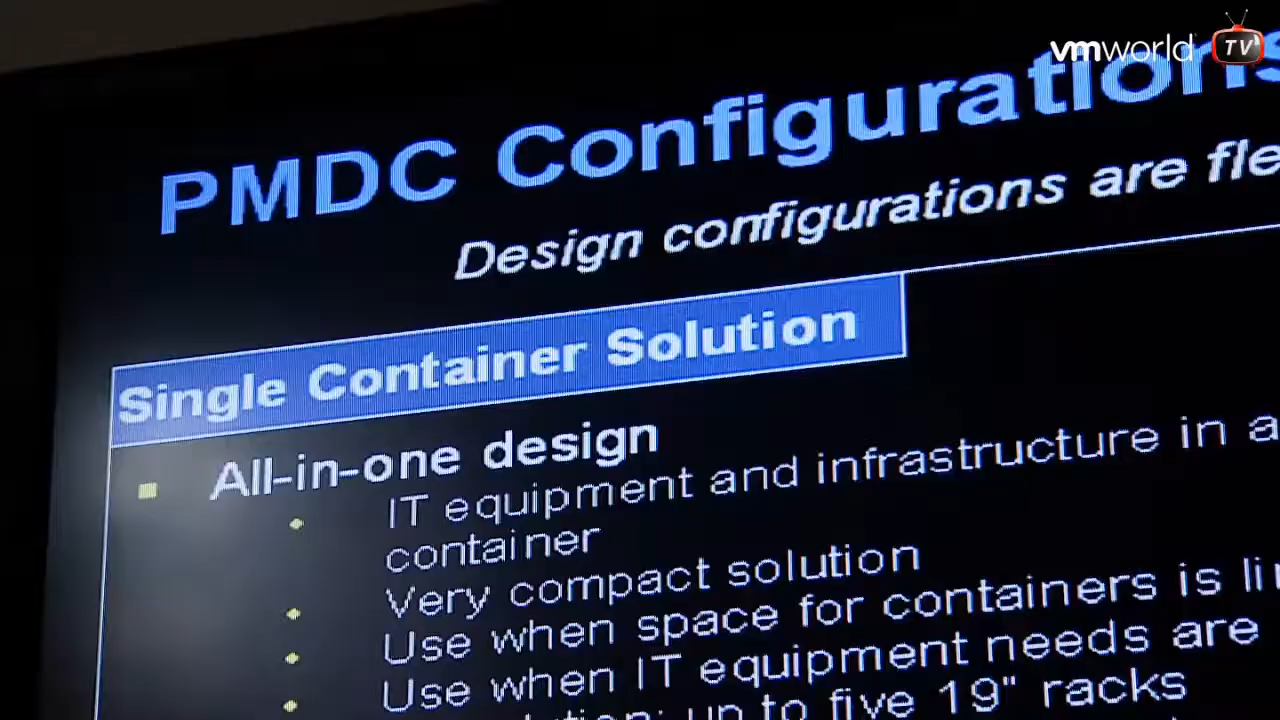 vmworld TV
PMDC Configurations
Design configurations are fle
Single Container Solution
All-in-one design
IT equipment and infrastructure in a
container
Very compact solution
Use when space for containers is li
Use when IT equipment needs are
up to five 19" racks